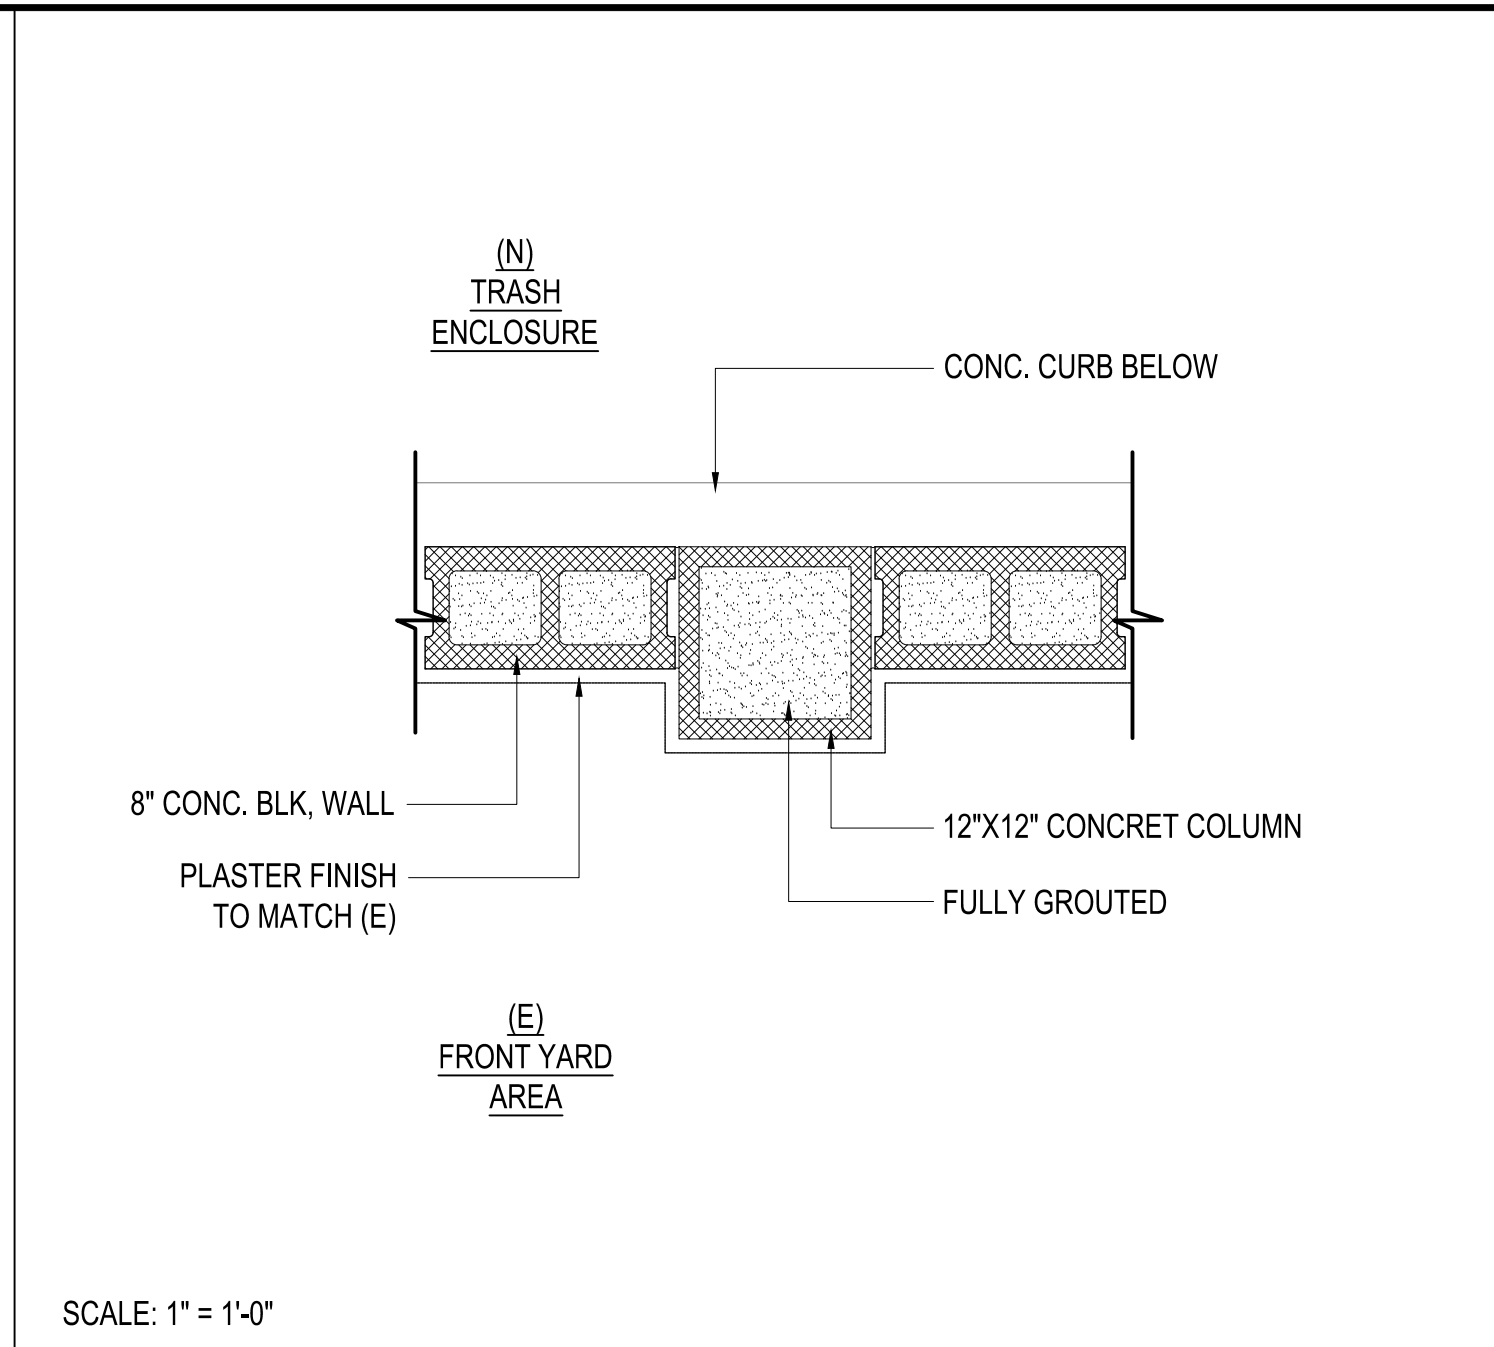 (N)
TRASH
ENCLOSURE
CONC. CURB BELOW
8" CONC. BLK, WALL
12"X12" CONCRET COLUMN
PLASTER FINISH
TO MATCH (E)
FULLY GROUTED
(E)
FRONT YARD
AREA
SCALE: 1" = 1'-0"